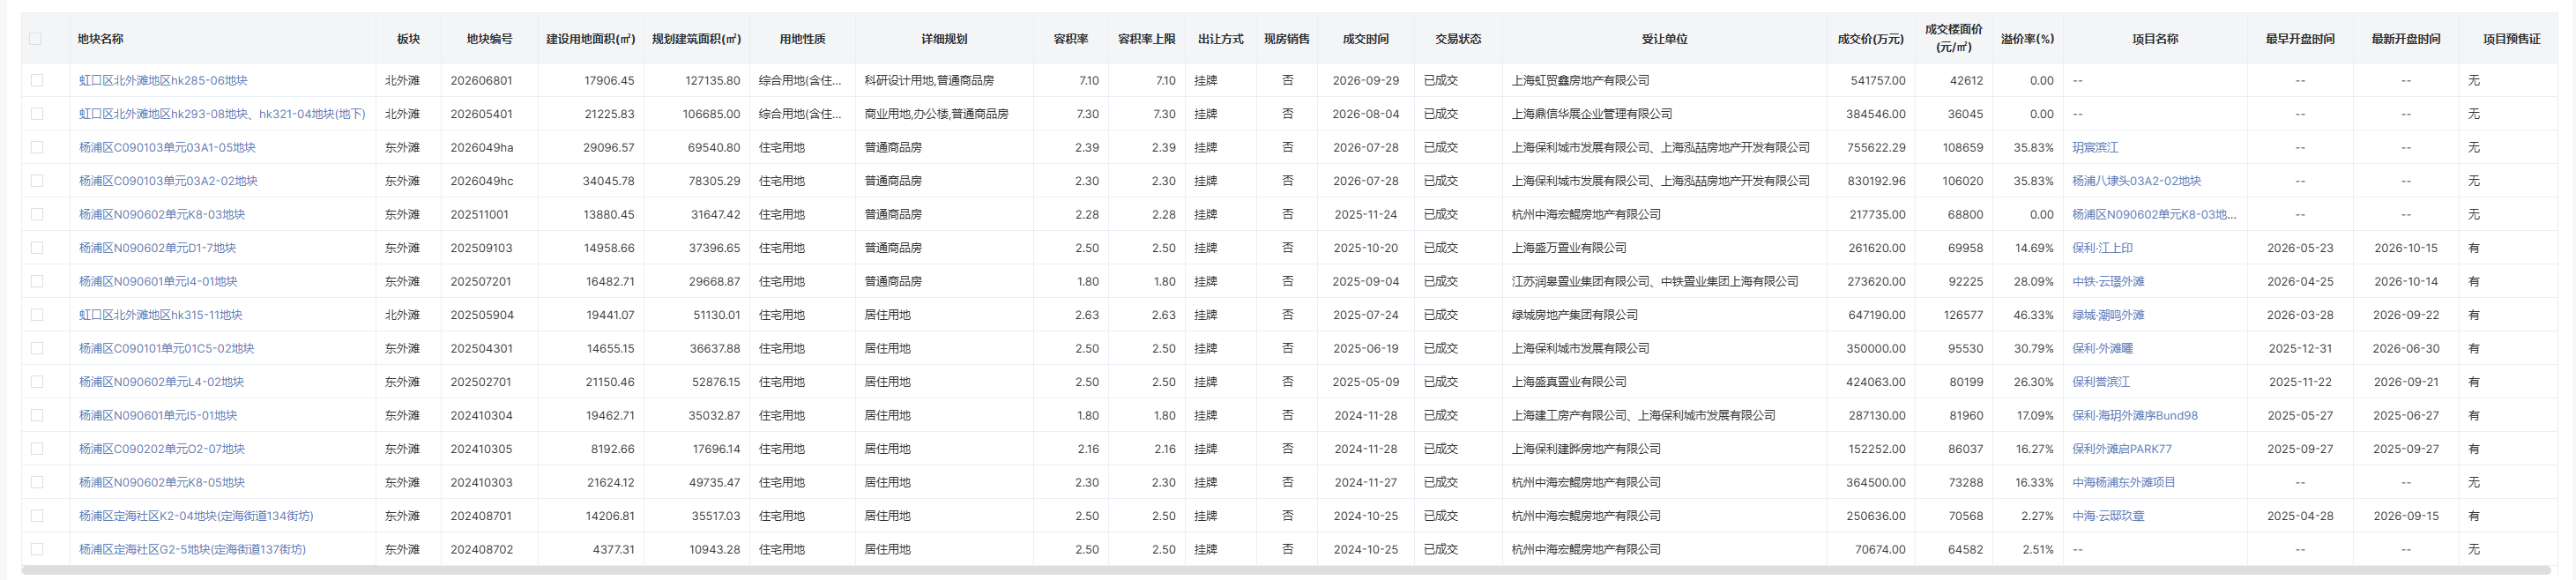 地块名称 板块 地块编号 建设用地面积(㎡) 规划建筑面积(㎡) 用地性质 详细规划 容积率 容积率上限 出让方式 现房销售 成交时间 交易状态 受让单位 成交价(万元) 成交楼面价(元/㎡) 溢价率(%) 项目名称 最早开盘时间 最新开盘时间 项目预售证
虹口区北外滩地区hk285-06地块 北外滩 202606801 17906.45 127135.80 综合用地(含住... 科研设计用地,普通商品房 7.10 7.10 挂牌 否 2026-09-29 已成交 上海虹贸鑫房地产有限公司 541757.00 42612 0.00 -- -- -- 无
虹口区北外滩地区hk293-08地块、hk321-04地块(地下) 北外滩 202605401 21225.83 106685.00 综合用地(含住... 商业用地,办公楼,普通商品房 7.30 7.30 挂牌 否 2026-08-04 已成交 上海鼎信华展企业管理有限公司 384546.00 36045 0.00 -- -- -- 无
杨浦区C090103单元03A1-05地块 东外滩 2026049ha 29096.57 69540.80 住宅用地 普通商品房 2.39 2.39 挂牌 否 2026-07-28 已成交 上海保利城市发展有限公司、上海泓喆房地产开发有限公司 755622.29 108659 35.83% 玥宸滨江 -- -- 无
杨浦区C090103单元03A2-02地块 东外滩 2026049hc 34045.78 78305.29 住宅用地 普通商品房 2.30 2.30 挂牌 否 2026-07-28 已成交 上海保利城市发展有限公司、上海泓喆房地产开发有限公司 830192.96 106020 35.83% 杨浦八埭头03A2-02地块 -- -- 无
杨浦区N090602单元K8-03地块 东外滩 202511001 13880.45 31647.42 住宅用地 普通商品房 2.28 2.28 挂牌 否 2025-11-24 已成交 杭州中海宏鲲房地产有限公司 217735.00 68800 0.00 杨浦区N090602单元K8-03地... -- -- 无
杨浦区N090602单元D1-7地块 东外滩 202509103 14958.66 37396.65 住宅用地 普通商品房 2.50 2.50 挂牌 否 2025-10-20 已成交 上海盛万置业有限公司 261620.00 69958 14.69% 保利·江上印 2026-05-23 2026-10-15 有
杨浦区N090601单元I4-01地块 东外滩 202507201 16482.71 29668.87 住宅用地 普通商品房 1.80 1.80 挂牌 否 2025-09-04 已成交 江苏润皋置业集团有限公司、中铁置业集团上海有限公司 273620.00 92225 28.09% 中铁·云璟外滩 2026-04-25 2026-10-14 有
虹口区北外滩地区hk315-11地块 北外滩 202505904 19441.07 51130.01 住宅用地 居住用地 2.63 2.63 挂牌 否 2025-07-24 已成交 绿城房地产集团有限公司 647190.00 126577 46.33% 绿城·潮鸣外滩 2026-03-28 2026-09-22 有
杨浦区C090101单元01C5-02地块 东外滩 202504301 14655.15 36637.88 住宅用地 居住用地 2.50 2.50 挂牌 否 2025-06-19 已成交 上海保利城市发展有限公司 350000.00 95530 30.79% 保利·外滩曜 2025-12-31 2026-06-30 有
杨浦区N090602单元L4-02地块 东外滩 202502701 21150.46 52876.15 住宅用地 居住用地 2.50 2.50 挂牌 否 2025-05-09 已成交 上海盛真置业有限公司 424063.00 80199 26.30% 保利誉滨江 2025-11-22 2026-09-21 有
杨浦区N090601单元I5-01地块 东外滩 202410304 19462.71 35032.87 住宅用地 居住用地 1.80 1.80 挂牌 否 2024-11-28 已成交 上海建工房产有限公司、上海保利城市发展有限公司 287130.00 81960 17.09% 保利·海玥外滩序Bund98 2025-05-27 2025-06-27 有
杨浦区C090202单元O2-07地块 东外滩 202410305 8192.66 17696.14 住宅用地 居住用地 2.16 2.16 挂牌 否 2024-11-28 已成交 上海保利建晔房地产有限公司 152252.00 86037 16.27% 保利外滩启PARK77 2025-09-27 2025-09-27 有
杨浦区N090602单元K8-05地块 东外滩 202410303 21624.12 49735.47 住宅用地 居住用地 2.30 2.30 挂牌 否 2024-11-27 已成交 杭州中海宏鲲房地产有限公司 364500.00 73288 16.33% 中海杨浦东外滩项目 -- -- 无
杨浦区定海社区K2-04地块(定海街道134街坊) 东外滩 202408701 14206.81 35517.03 住宅用地 居住用地 2.50 2.50 挂牌 否 2024-10-25 已成交 杭州中海宏鲲房地产有限公司 250636.00 70568 2.27% 中海·云邸玖章 2025-04-28 2026-09-15 有
杨浦区定海社区G2-5地块(定海街道137街坊) 东外滩 202408702 4377.31 10943.28 住宅用地 居住用地 2.50 2.50 挂牌 否 2024-10-25 已成交 杭州中海宏鲲房地产有限公司 70674.00 64582 2.51% -- -- -- 无